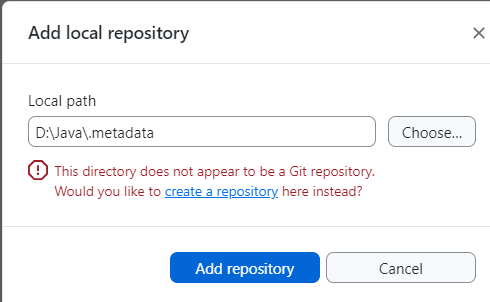 Add local repository
Local path
D:\Java\.metadata
Choose...
This directory does not appear to be a Git repository.
Would you like to create a repository here instead?
Add repository
Cancel